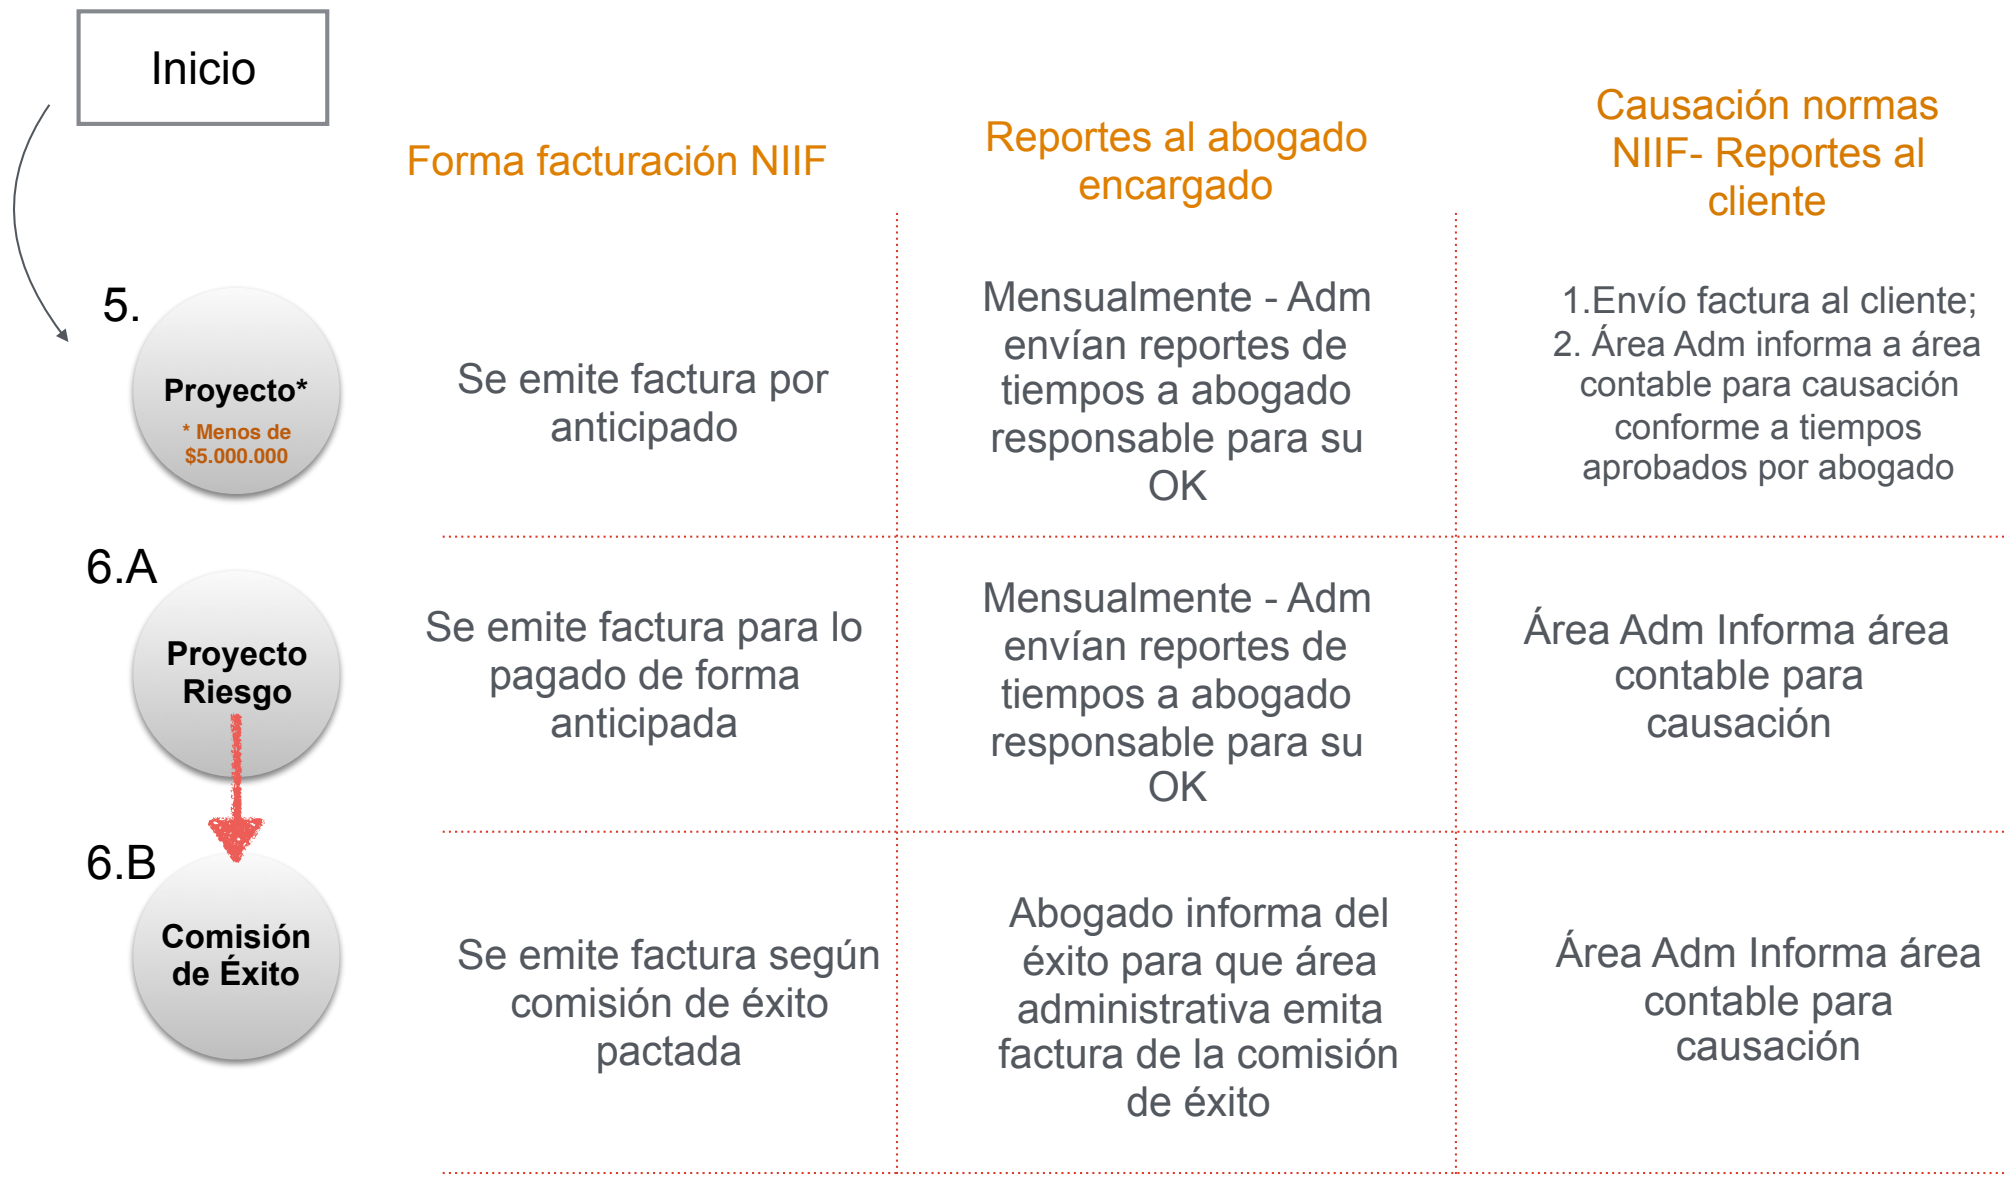 Inicio
Forma facturación NIIF
Reportes al abogado
encargado
Causación normas
NIIF- Reportes al
cliente
5.
Proyecto*
* Menos de
$5.000.000
Se emite factura por
anticipado
Mensualmente - Adm
envían reportes de
tiempos a abogado
responsable para su
OK
1.Envío factura al cliente;
2. Área Adm informa a área
contable para causación
conforme a tiempos
aprobados por abogado
6.A
Proyecto
Riesgo
Se emite factura para lo
pagado de forma
anticipada
Mensualmente - Adm
envían reportes de
tiempos a abogado
responsable para su
OK
Área Adm Informa área
contable para
causación
6.B
Comisión
de Éxito
Se emite factura según
comisión de éxito
pactada
Abogado informa del
éxito para que área
administrativa emita
factura de la comisión
de éxito
Área Adm Informa área
contable para
causación